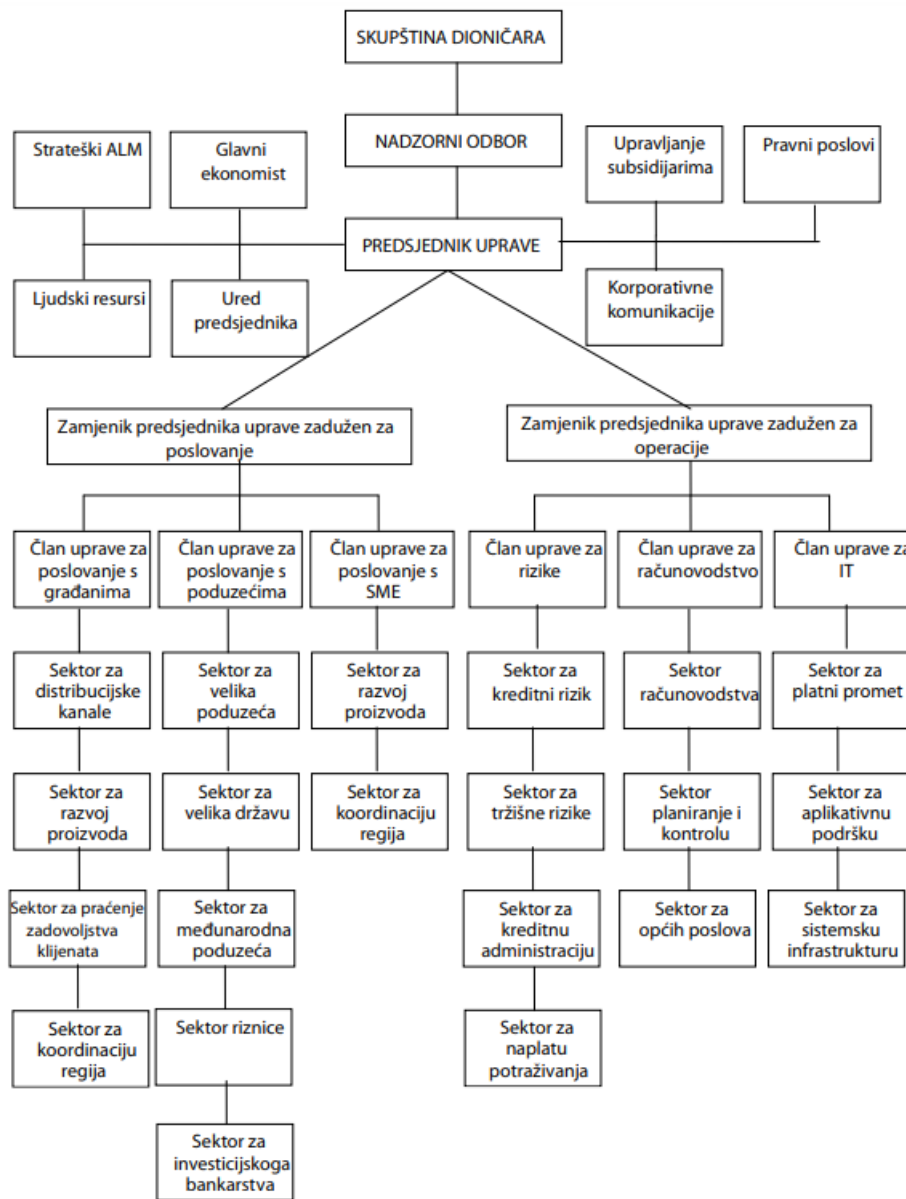 SKUPŠTINA DIONIČARA
NADZORNI ODBOR
Strateški ALM
Glavni
ekonomist
Upravljanje
subsidijarima
Pravni poslovi
PREDSJEDNIK UPRAVE
Ljudski resursi
Ured
predsjednika
Korporativne
komunikacije
Zamjenik predsjednika uprave zadužen za
poslovanje
Zamjenik predsjednika uprave zadužen za
operacije
Član uprave za
poslovanje s
građanima
Član uprave za
poslovanje s
poduzećima
Član uprave za
poslovanje s
SME
Član uprave za
rizike
Član uprave za
računovodstvo
Član uprave za
IT
Sektor za
distribucijske
kanale
Sektor za
velika
poduzeća
Sektor za
razvoj
proizvoda
Sektor za
kreditni rizik
Sektor
računovodstva
Sektor za
platni promet
Sektor za
razvoj
proizvoda
Sektor za
velika državu
Sektor za
koordinaciju
regija
Sektor za
tržišne rizike
Sektor
planiranje i
kontrolu
Sektor za
aplikativnu
podršku
Sektor za praćenje
zadovoljstva
klijenata
Sektor za
međunarodna
poduzeća
Sektor za
kreditnu
administraciju
Sektor za
općih poslova
Sektor za
sistemsku
infrastrukturu
Sektor za
koordinaciju
regija
Sektor riznice
Sektor za
naplatu
potraživanja
Sektor za
investicijskoga
bankarstva